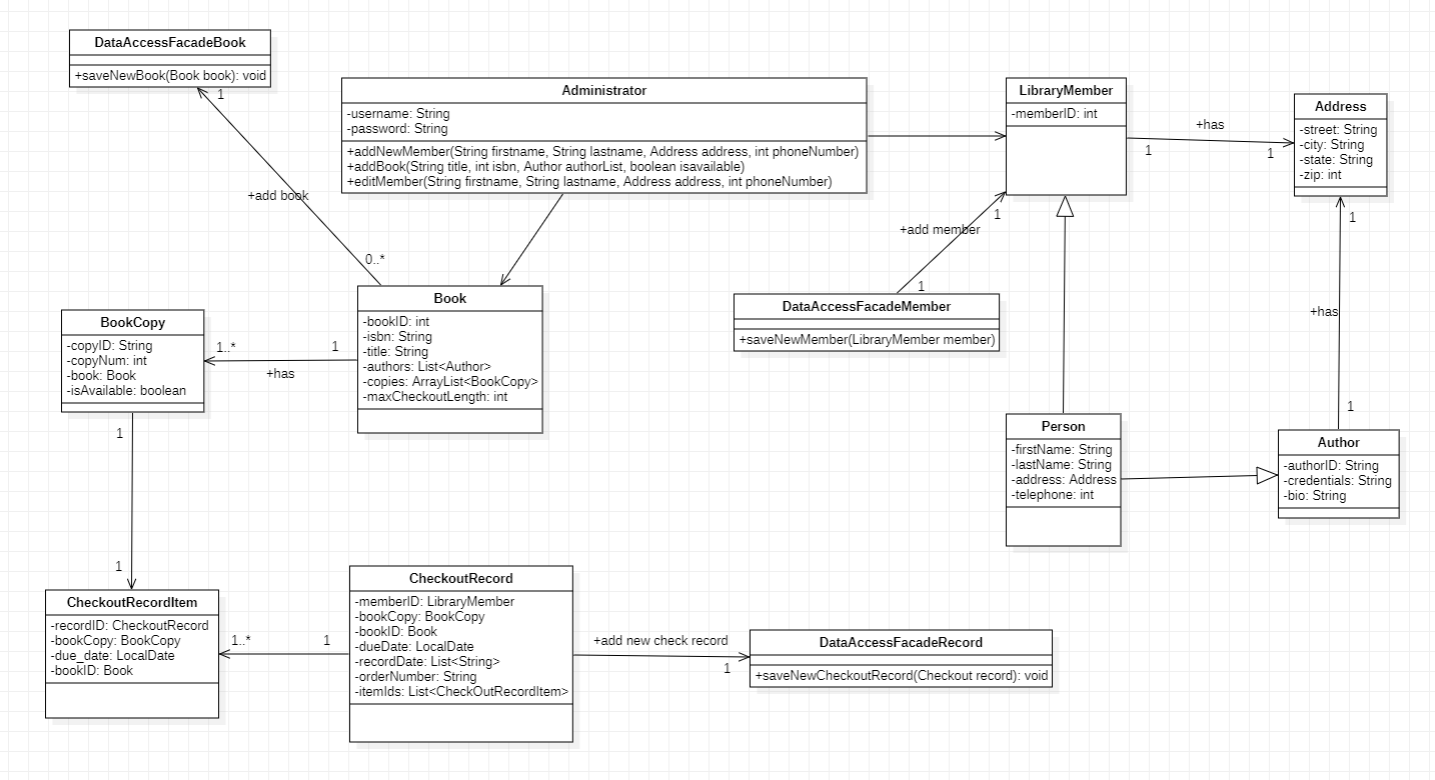 DataAccessFacadeBook
+saveNewBook(Book book): void
1
+add book
0..*
Administrator
-username: String
-password: String
+addNewMember(String firstname, String lastname, Address address, int phoneNumber)
+addBook(String title, int isbn, Author authorList, boolean isavailable)
+editMember(String firstname, String lastname, Address address, int phoneNumber)
LibraryMember
-memberID: int
+has
1
1
Address
-street: String
-city: String
-state: String
-zip: int
1
+has
1
1
+add member
1
DataAccessFacadeMember
+saveNewMember(LibraryMember member)
Book
-bookID: int
-isbn: String
-title: String
-authors: List<Author>
-copies: ArrayList<BookCopy>
-maxCheckoutLength: int
BookCopy
-copyID: String
-copyNum: int
-book: Book
-isAvailable: boolean
1..*
1
+has
1
1
Person
-firstName: String
-lastName: String
-address: Address
-telephone: int
Author
-authorID: String
-credentials: String
-bio: String
CheckoutRecordItem
-recordID: CheckoutRecord
-bookCopy: BookCopy
-due_date: LocalDate
-bookID: Book
1..*
1
CheckoutRecord
-memberID: LibraryMember
-bookCopy: BookCopy
-bookID: Book
-dueDate: LocalDate
-recordDate: List<String>
-orderNumber: String
-itemIds: List<CheckOutRecordItem>
+add new check record
1
DataAccessFacadeRecord
+saveNewCheckoutRecord(Checkout record): void